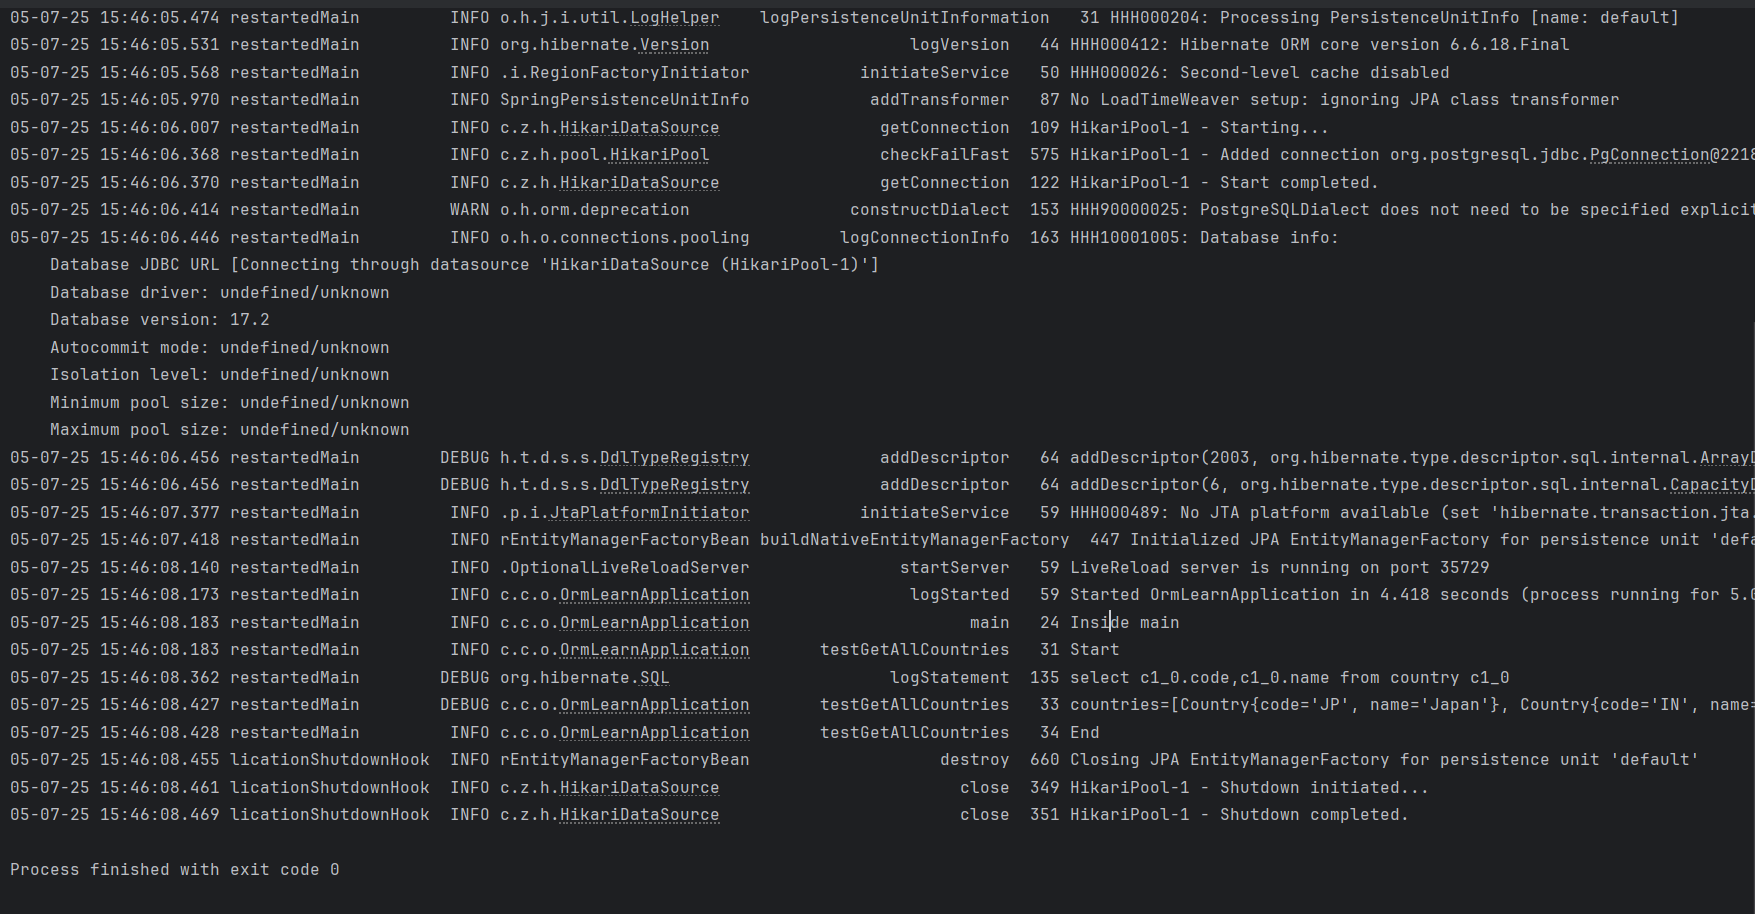 05-07-25 15:46:05.474 restartedMain INFO o.h.j.i.util.LogHelper logPersistenceUnitInformation 31 HHH000204: Processing PersistenceUnitInfo [name: default]
05-07-25 15:46:05.531 restartedMain INFO org.hibernate.Version logVersion 44 HHH000412: Hibernate ORM core version 6.6.18.Final
05-07-25 15:46:05.568 restartedMain INFO .i.RegionFactoryInitiator initiateService 50 HHH000026: Second-level cache disabled
05-07-25 15:46:05.970 restartedMain INFO SpringPersistenceUnitInfo addTransformer 87 No LoadTimeWeaver setup: ignoring JPA class transformer
05-07-25 15:46:06.007 restartedMain INFO c.z.h.HikariDataSource getConnection 109 HikariPool-1 - Starting...
05-07-25 15:46:06.368 restartedMain INFO c.z.h.pool.HikariPool checkFailFast 575 HikariPool-1 - Added connection org.postgresql.jdbc.PgConnection@2218
05-07-25 15:46:06.370 restartedMain INFO c.z.h.HikariDataSource getConnection 122 HikariPool-1 - Start completed.
05-07-25 15:46:06.414 restartedMain WARN o.h.orm.deprecation constructDialect 153 HHH90000025: PostgreSQLDialect does not need to be specified explicit
05-07-25 15:46:06.446 restartedMain INFO o.h.o.connections.pooling logConnectionInfo 163 HHH10001005: Database info:
Database JDBC URL [Connecting through datasource 'HikariDataSource (HikariPool-1)']
Database driver: undefined/unknown
Database version: 17.2
Autocommit mode: undefined/unknown
Isolation level: undefined/unknown
Minimum pool size: undefined/unknown
Maximum pool size: undefined/unknown
05-07-25 15:46:06.456 restartedMain DEBUG h.t.d.s.s.DdlTypeRegistry addDescriptor 64 addDescriptor(2003, org.hibernate.type.descriptor.sql.internal.ArrayD
05-07-25 15:46:06.456 restartedMain DEBUG h.t.d.s.s.DdlTypeRegistry addDescriptor 64 addDescriptor(6, org.hibernate.type.descriptor.sql.internal.CapacityD
05-07-25 15:46:07.377 restartedMain INFO .p.i.JtaPlatformInitiator initiateService 59 HHH000489: No JTA platform available (set 'hibernate.transaction.jta.
05-07-25 15:46:07.418 restartedMain INFO rEntityManagerFactoryBean buildNativeEntityManagerFactory 447 Initialized JPA EntityManagerFactory for persistence unit 'defa
05-07-25 15:46:08.140 restartedMain INFO .OptionalLiveReloadServer startServer 59 LiveReload server is running on port 35729
05-07-25 15:46:08.173 restartedMain INFO c.c.o.OrmLearnApplication logStarted 59 Started OrmLearnApplication in 4.418 seconds (process running for 5.0
05-07-25 15:46:08.183 restartedMain INFO c.c.o.OrmLearnApplication main 24 Inside main
05-07-25 15:46:08.183 restartedMain INFO c.c.o.OrmLearnApplication testGetAllCountries 31 Start
05-07-25 15:46:08.362 restartedMain DEBUG org.hibernate.SQL logStatement 135 select c1_0.code,c1_0.name from country c1_0
05-07-25 15:46:08.427 restartedMain DEBUG c.c.o.OrmLearnApplication testGetAllCountries 33 countries=[Country{code='JP', name='Japan'}, Country{code='IN', name=
05-07-25 15:46:08.428 restartedMain INFO c.c.o.OrmLearnApplication testGetAllCountries 34 End
05-07-25 15:46:08.455 licationShutdownHook INFO rEntityManagerFactoryBean destroy 660 Closing JPA EntityManagerFactory for persistence unit 'default'
05-07-25 15:46:08.461 licationShutdownHook INFO c.z.h.HikariDataSource close 349 HikariPool-1 - Shutdown initiated...
05-07-25 15:46:08.469 licationShutdownHook INFO c.z.h.HikariDataSource close 351 HikariPool-1 - Shutdown completed.
Process finished with exit code 0